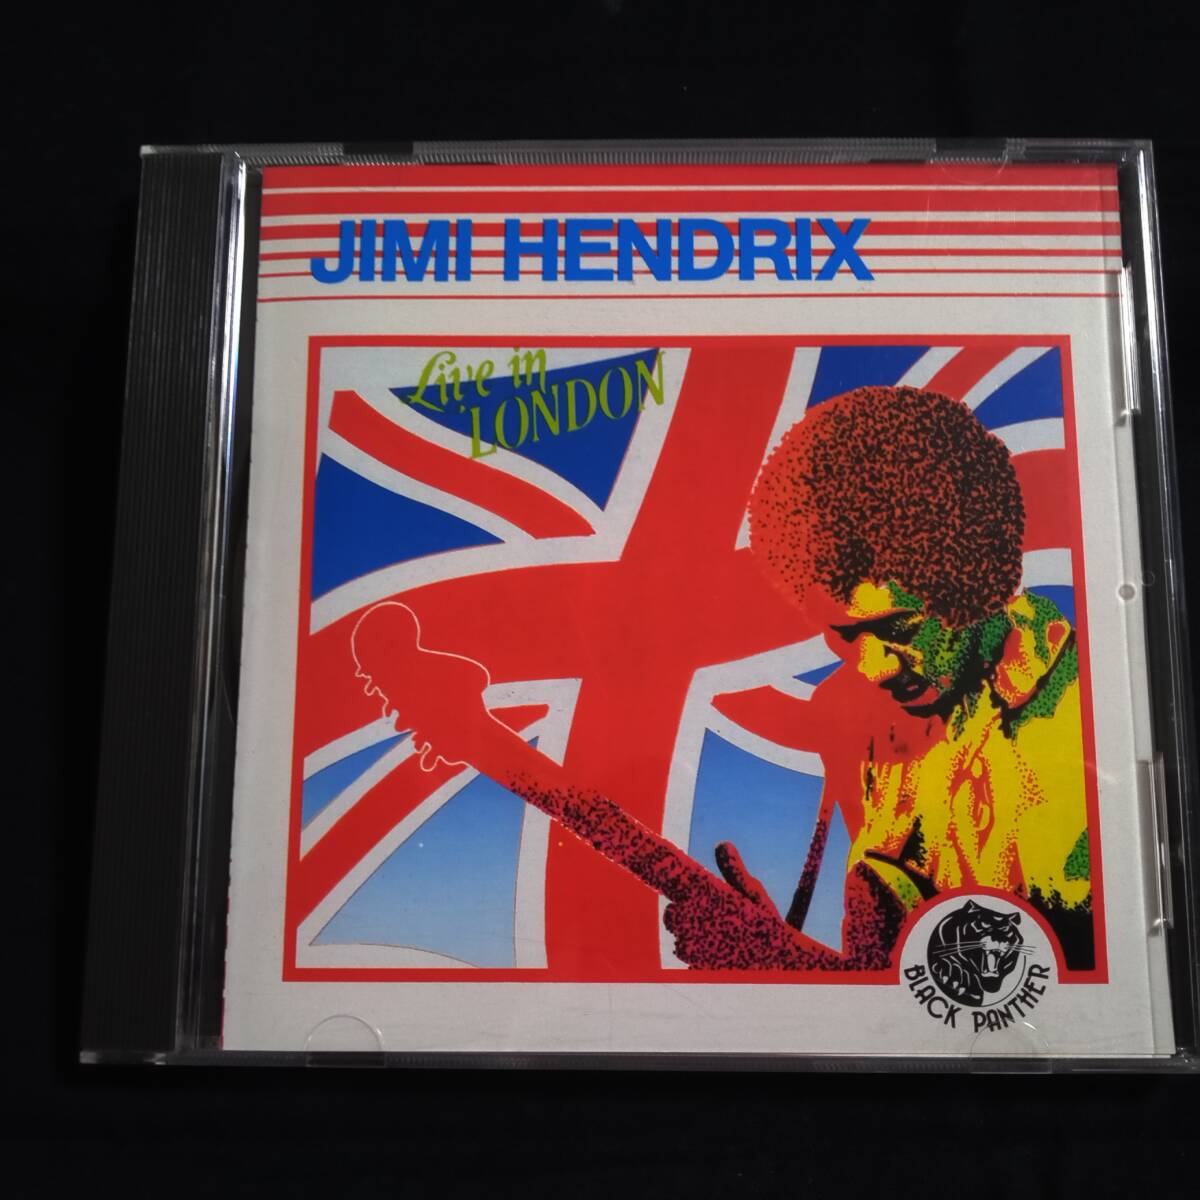 JIMI HENDRIX
Live in
LONDON
BLACK PANTHER